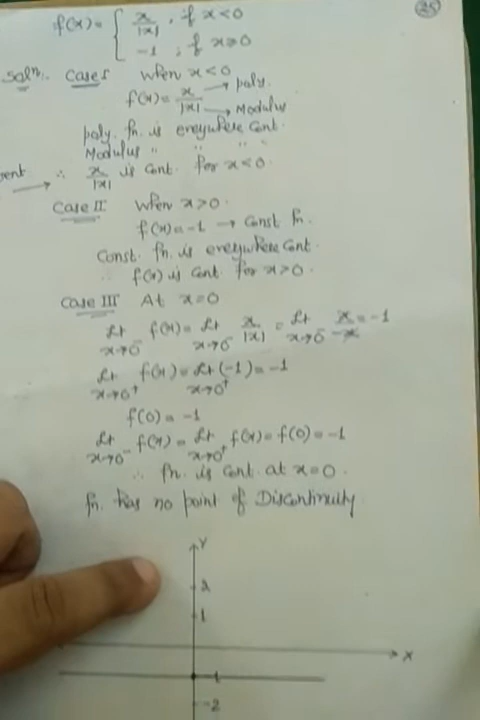 f(x) = { x/|x| , if x<0
-1 , if x≥0
25
Soln. Case I When x<0
f(x) = x/|x| → poly.
→ Modulus
poly. fn. is everywhere Cont.
Modulus " " " "
∴ x/|x| is Cont. for x<0.
Case II When x>0.
f(x) = -1 → Const fn.
Const. fn. is everywhere Cont.
∴ f(x) is Cont for x>0.
Case III At x=0
Lt x→0⁻ f(x) = Lt x→0⁻ x/|x| = Lt x→0⁻ x/-x = -1
Lt x→0⁺ f(x) = Lt x→0⁺ (-1) = -1
f(0) = -1
Lt x→0⁻ f(x) = Lt x→0⁺ f(x) = f(0) = -1
∴ fn. is Cont. at x=0.
fn. has no point of Discontinuity
Y
2
1
X
-1
-2